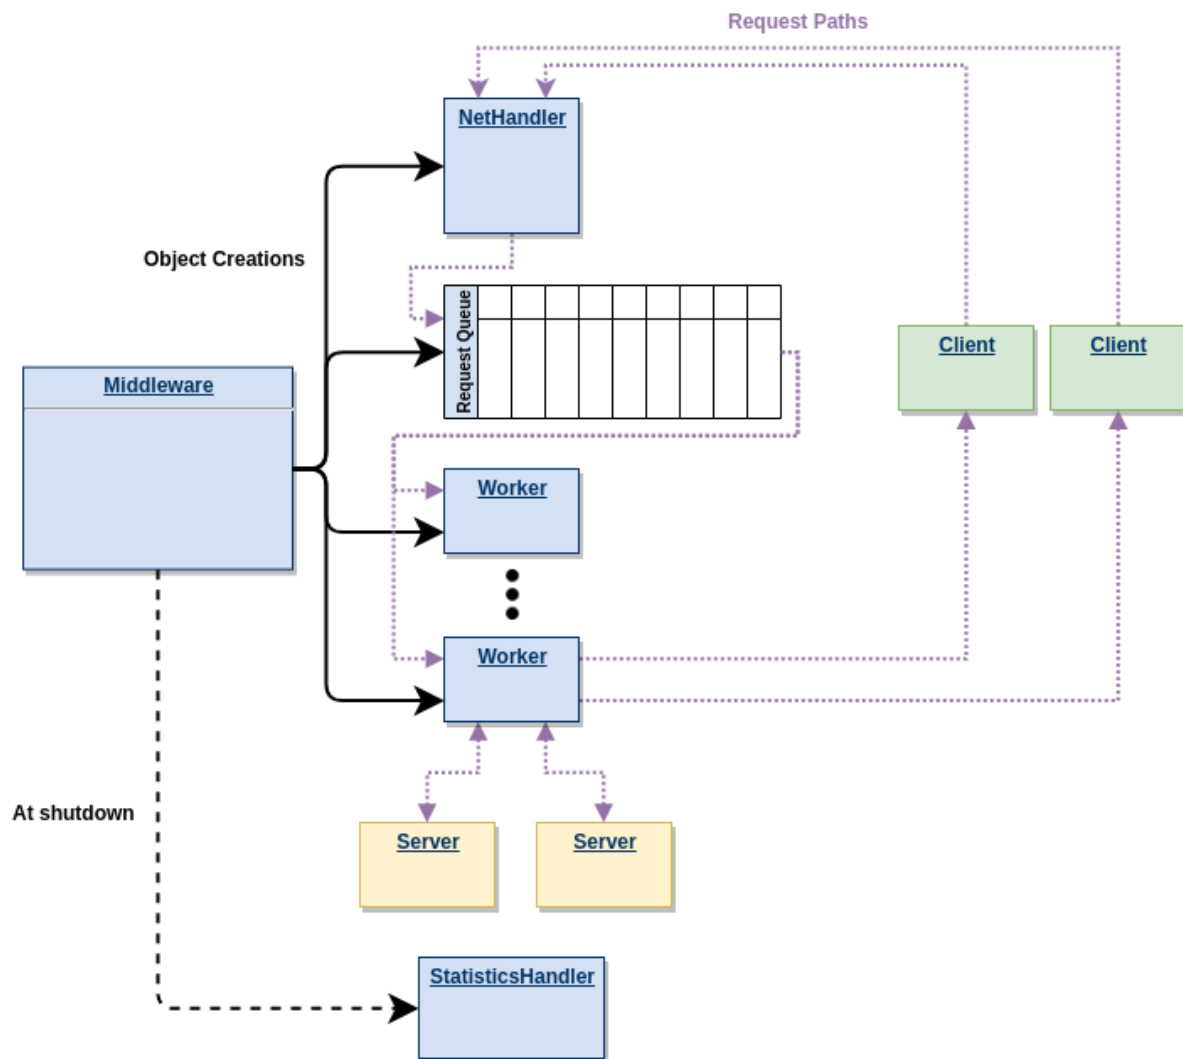 Request Paths
NetHandler
Object Creations
Request Queue
Client
Client
Middleware
Worker
Worker
At shutdown
Server
Server
StatisticsHandler